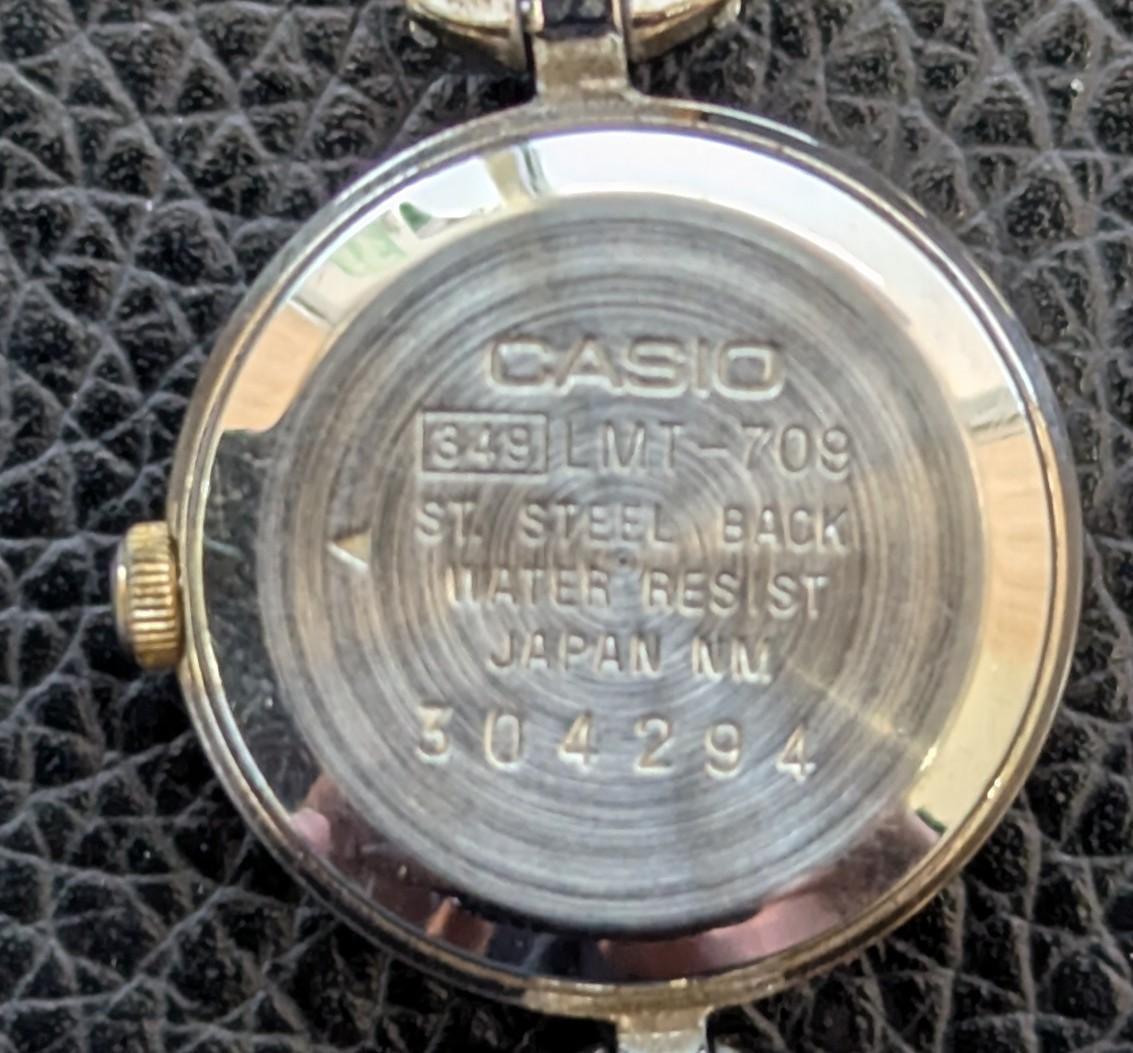 CASIO
349 LMT-709
ST. STEEL BACK
WATER RESIST
JAPAN NM
304294